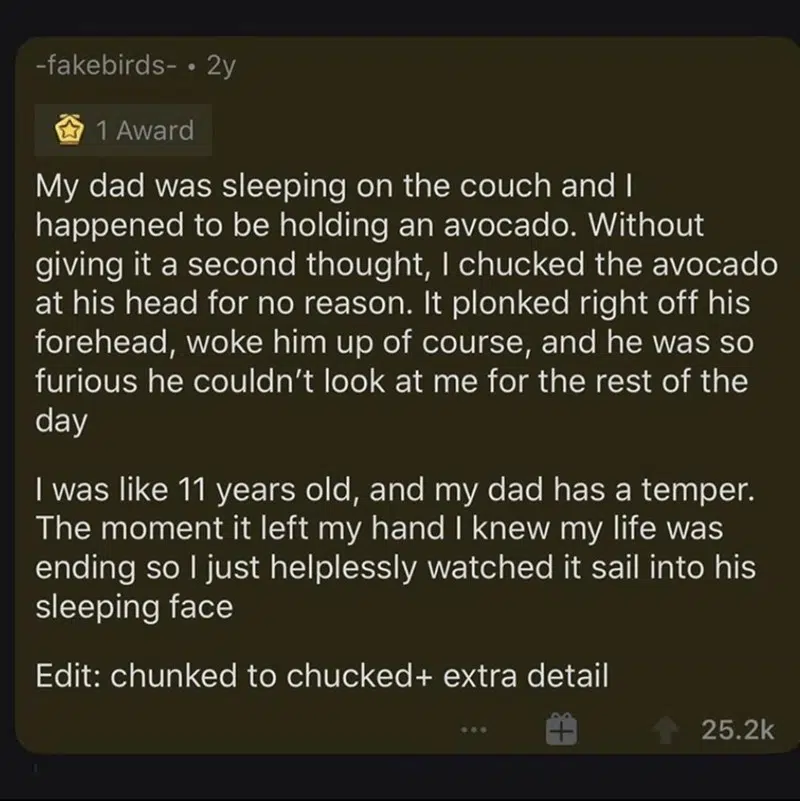 -fakebirds- • 2y
1 Award
My dad was sleeping on the couch and I
happened to be holding an avocado. Without
giving it a second thought, I chucked the avocado
at his head for no reason. It plonked right off his
forehead, woke him up of course, and he was so
furious he couldn't look at me for the rest of the
day
I was like 11 years old, and my dad has a temper.
The moment it left my hand I knew my life was
ending so I just helplessly watched it sail into his
sleeping face
Edit: chunked to chucked+ extra detail
25.2k